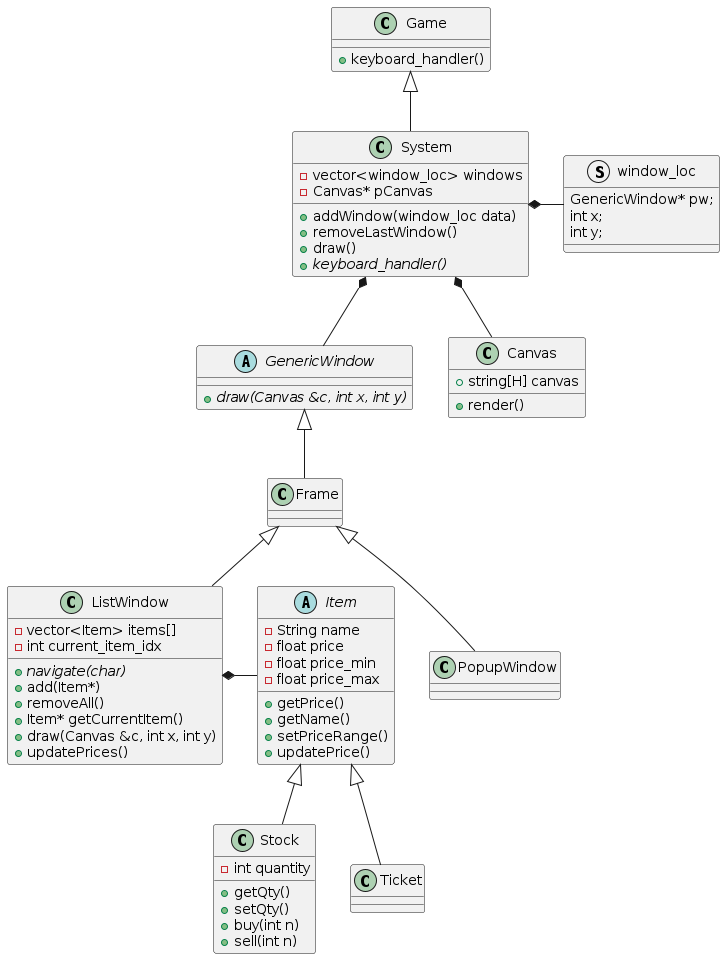 C Game
keyboard_handler()
C System
vector<window_loc> windows
Canvas* pCanvas
addWindow(window_loc data)
removeLastWindow()
draw()
keyboard_handler()
S window_loc
GenericWindow* pw;
int x;
int y;
A GenericWindow
draw(Canvas &c, int x, int y)
C Canvas
string[H] canvas
render()
C Frame
C ListWindow
vector<Item> items[]
int current_item_idx
navigate(char)
add(Item*)
removeAll()
Item* getCurrentItem()
draw(Canvas &c, int x, int y)
updatePrices()
A Item
String name
float price
float price_min
float price_max
getPrice()
getName()
setPriceRange()
updatePrice()
C PopupWindow
C Stock
int quantity
getQty()
setQty()
buy(int n)
sell(int n)
C Ticket